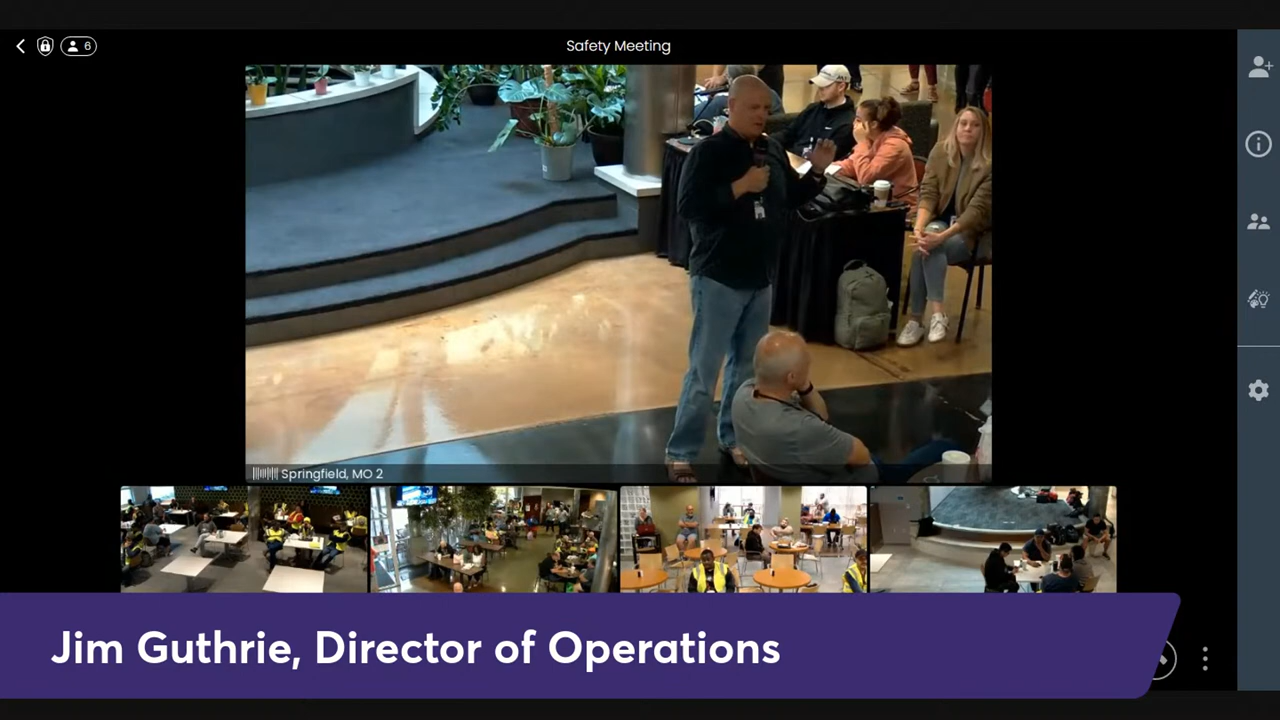 6
Safety Meeting
Springfield, MO 2
Jim Guthrie, Director of Operations